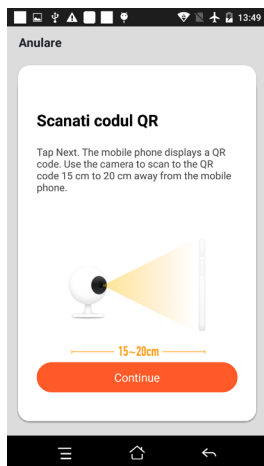 13:49
Anulare
Scanati codul QR
Tap Next. The mobile phone displays a QR
code. Use the camera to scan to the QR
code 15 cm to 20 cm away from the mobile
phone.
15~20cm
Continue